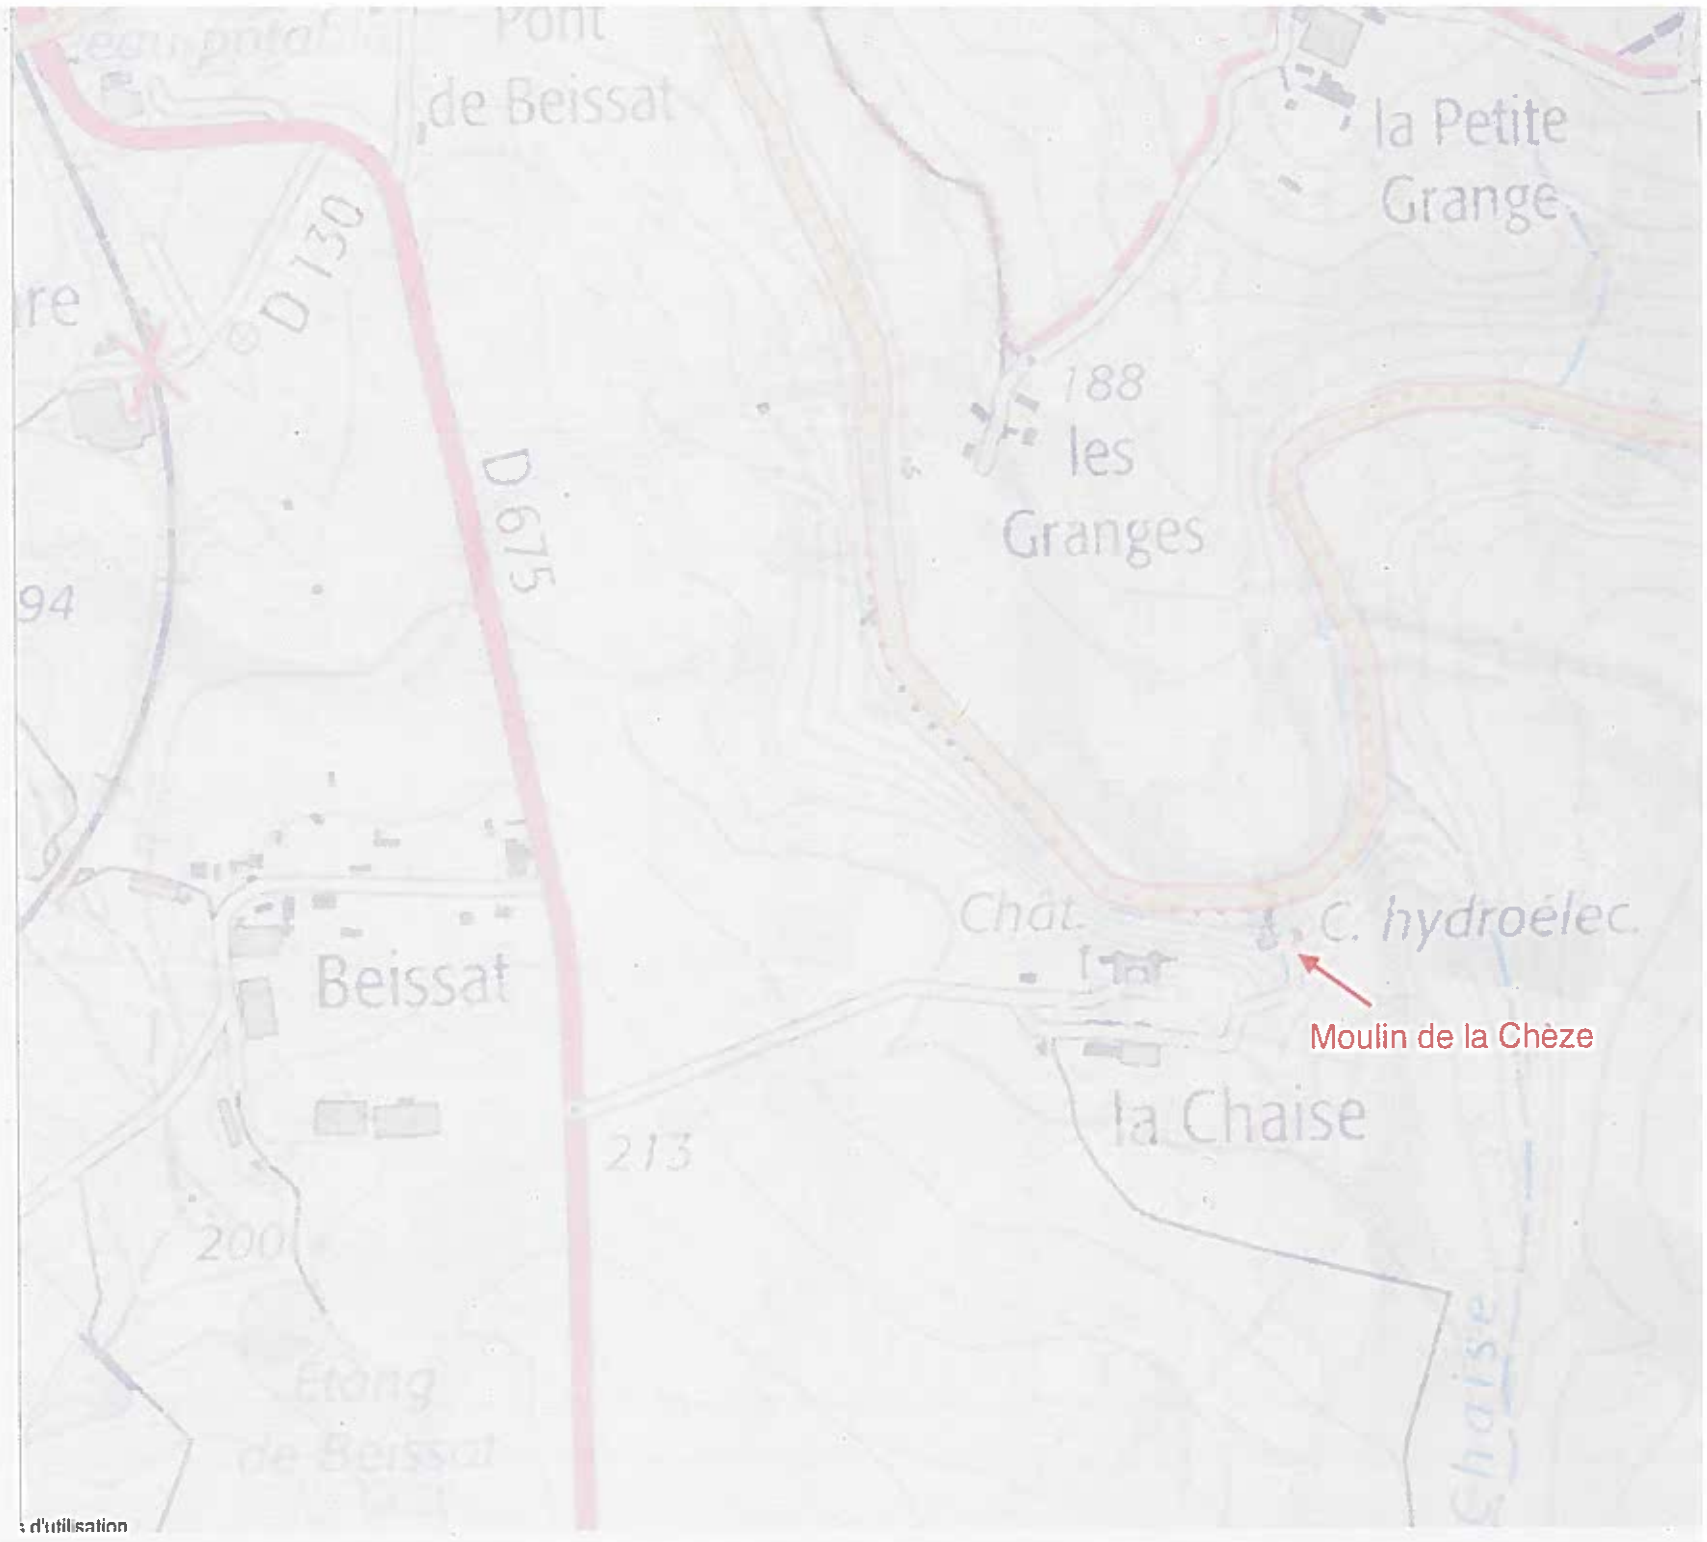 Pont
de Beissat
la Petite
Grange
D 130
re
188
les
Granges
D 675
94
Chât.
C. hydroélec.
Beissat
Moulin de la Chèze
la Chaise
213
200
Étang
de Beissat
Chaise
d'utilisation